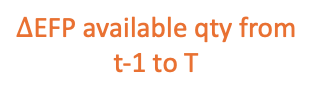 ΔEFP available qty from
t-1 to T